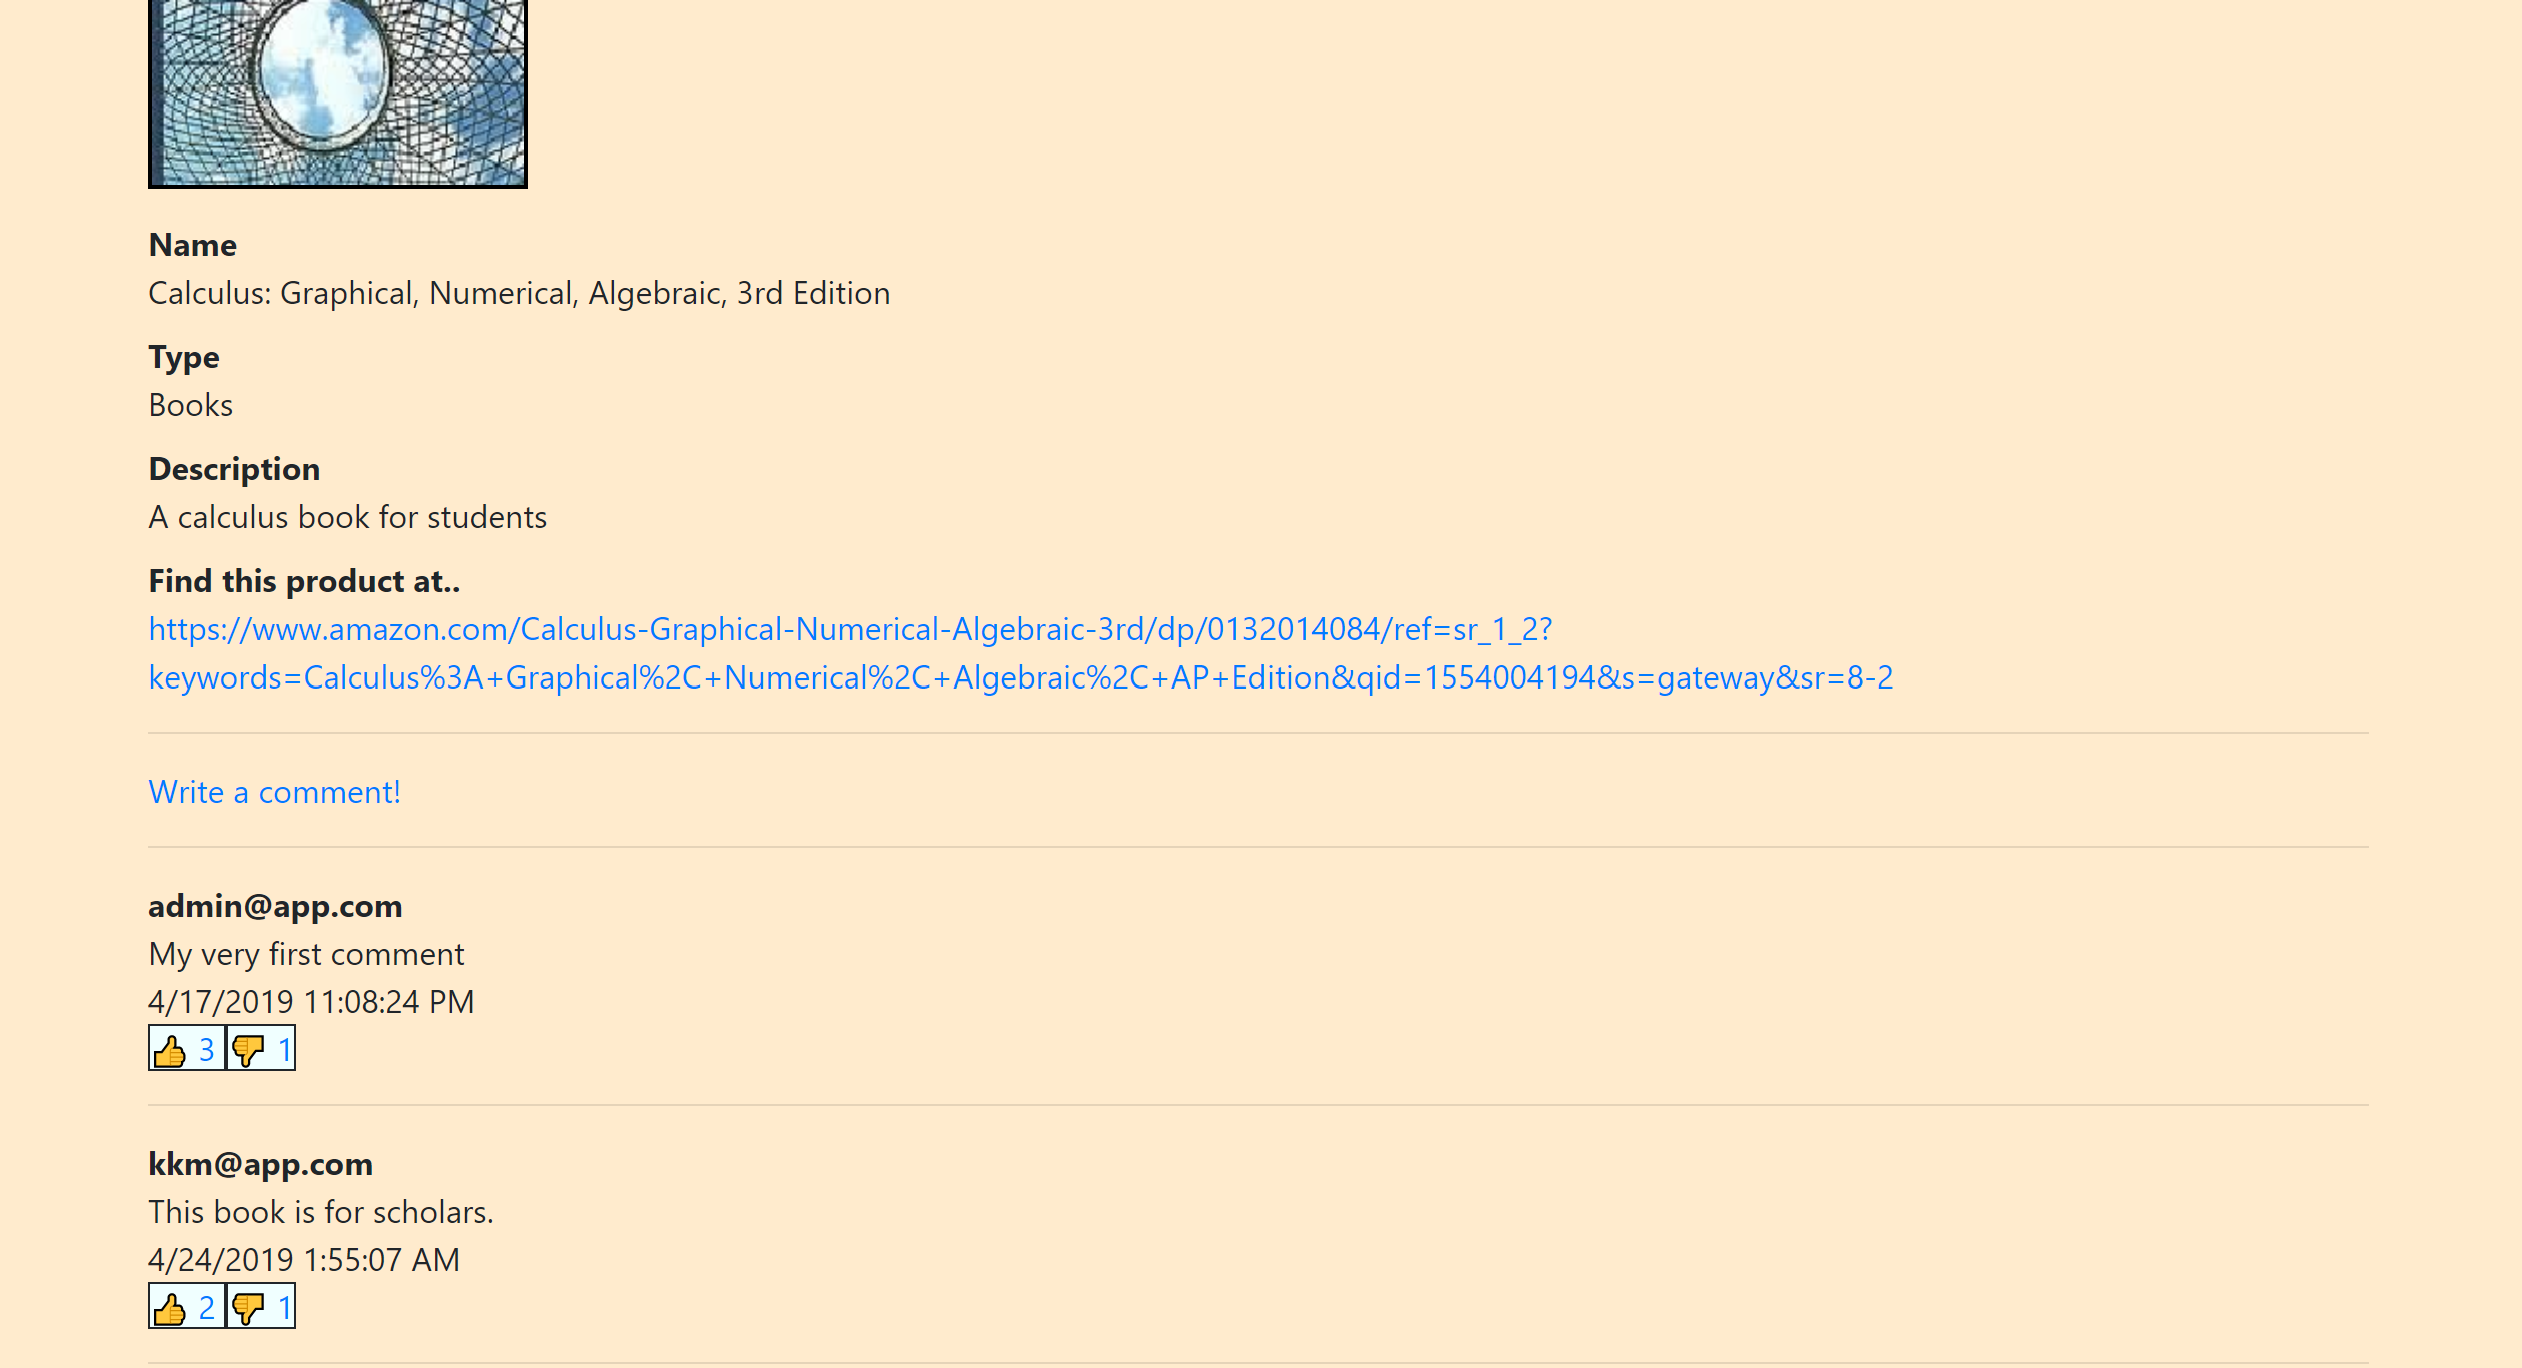 Name
Calculus: Graphical, Numerical, Algebraic, 3rd Edition
Type
Books
Description
A calculus book for students
Find this product at..
https://www.amazon.com/Calculus-Graphical-Numerical-Algebraic-3rd/dp/0132014084/ref=sr_1_2?
keywords=Calculus%3A+Graphical%2C+Numerical%2C+Algebraic%2C+AP+Edition&qid=1554004194&s=gateway&sr=8-2
Write a comment!
admin@app.com
My very first comment
4/17/2019 11:08:24 PM
3 1
kkm@app.com
This book is for scholars.
4/24/2019 1:55:07 AM
2 1